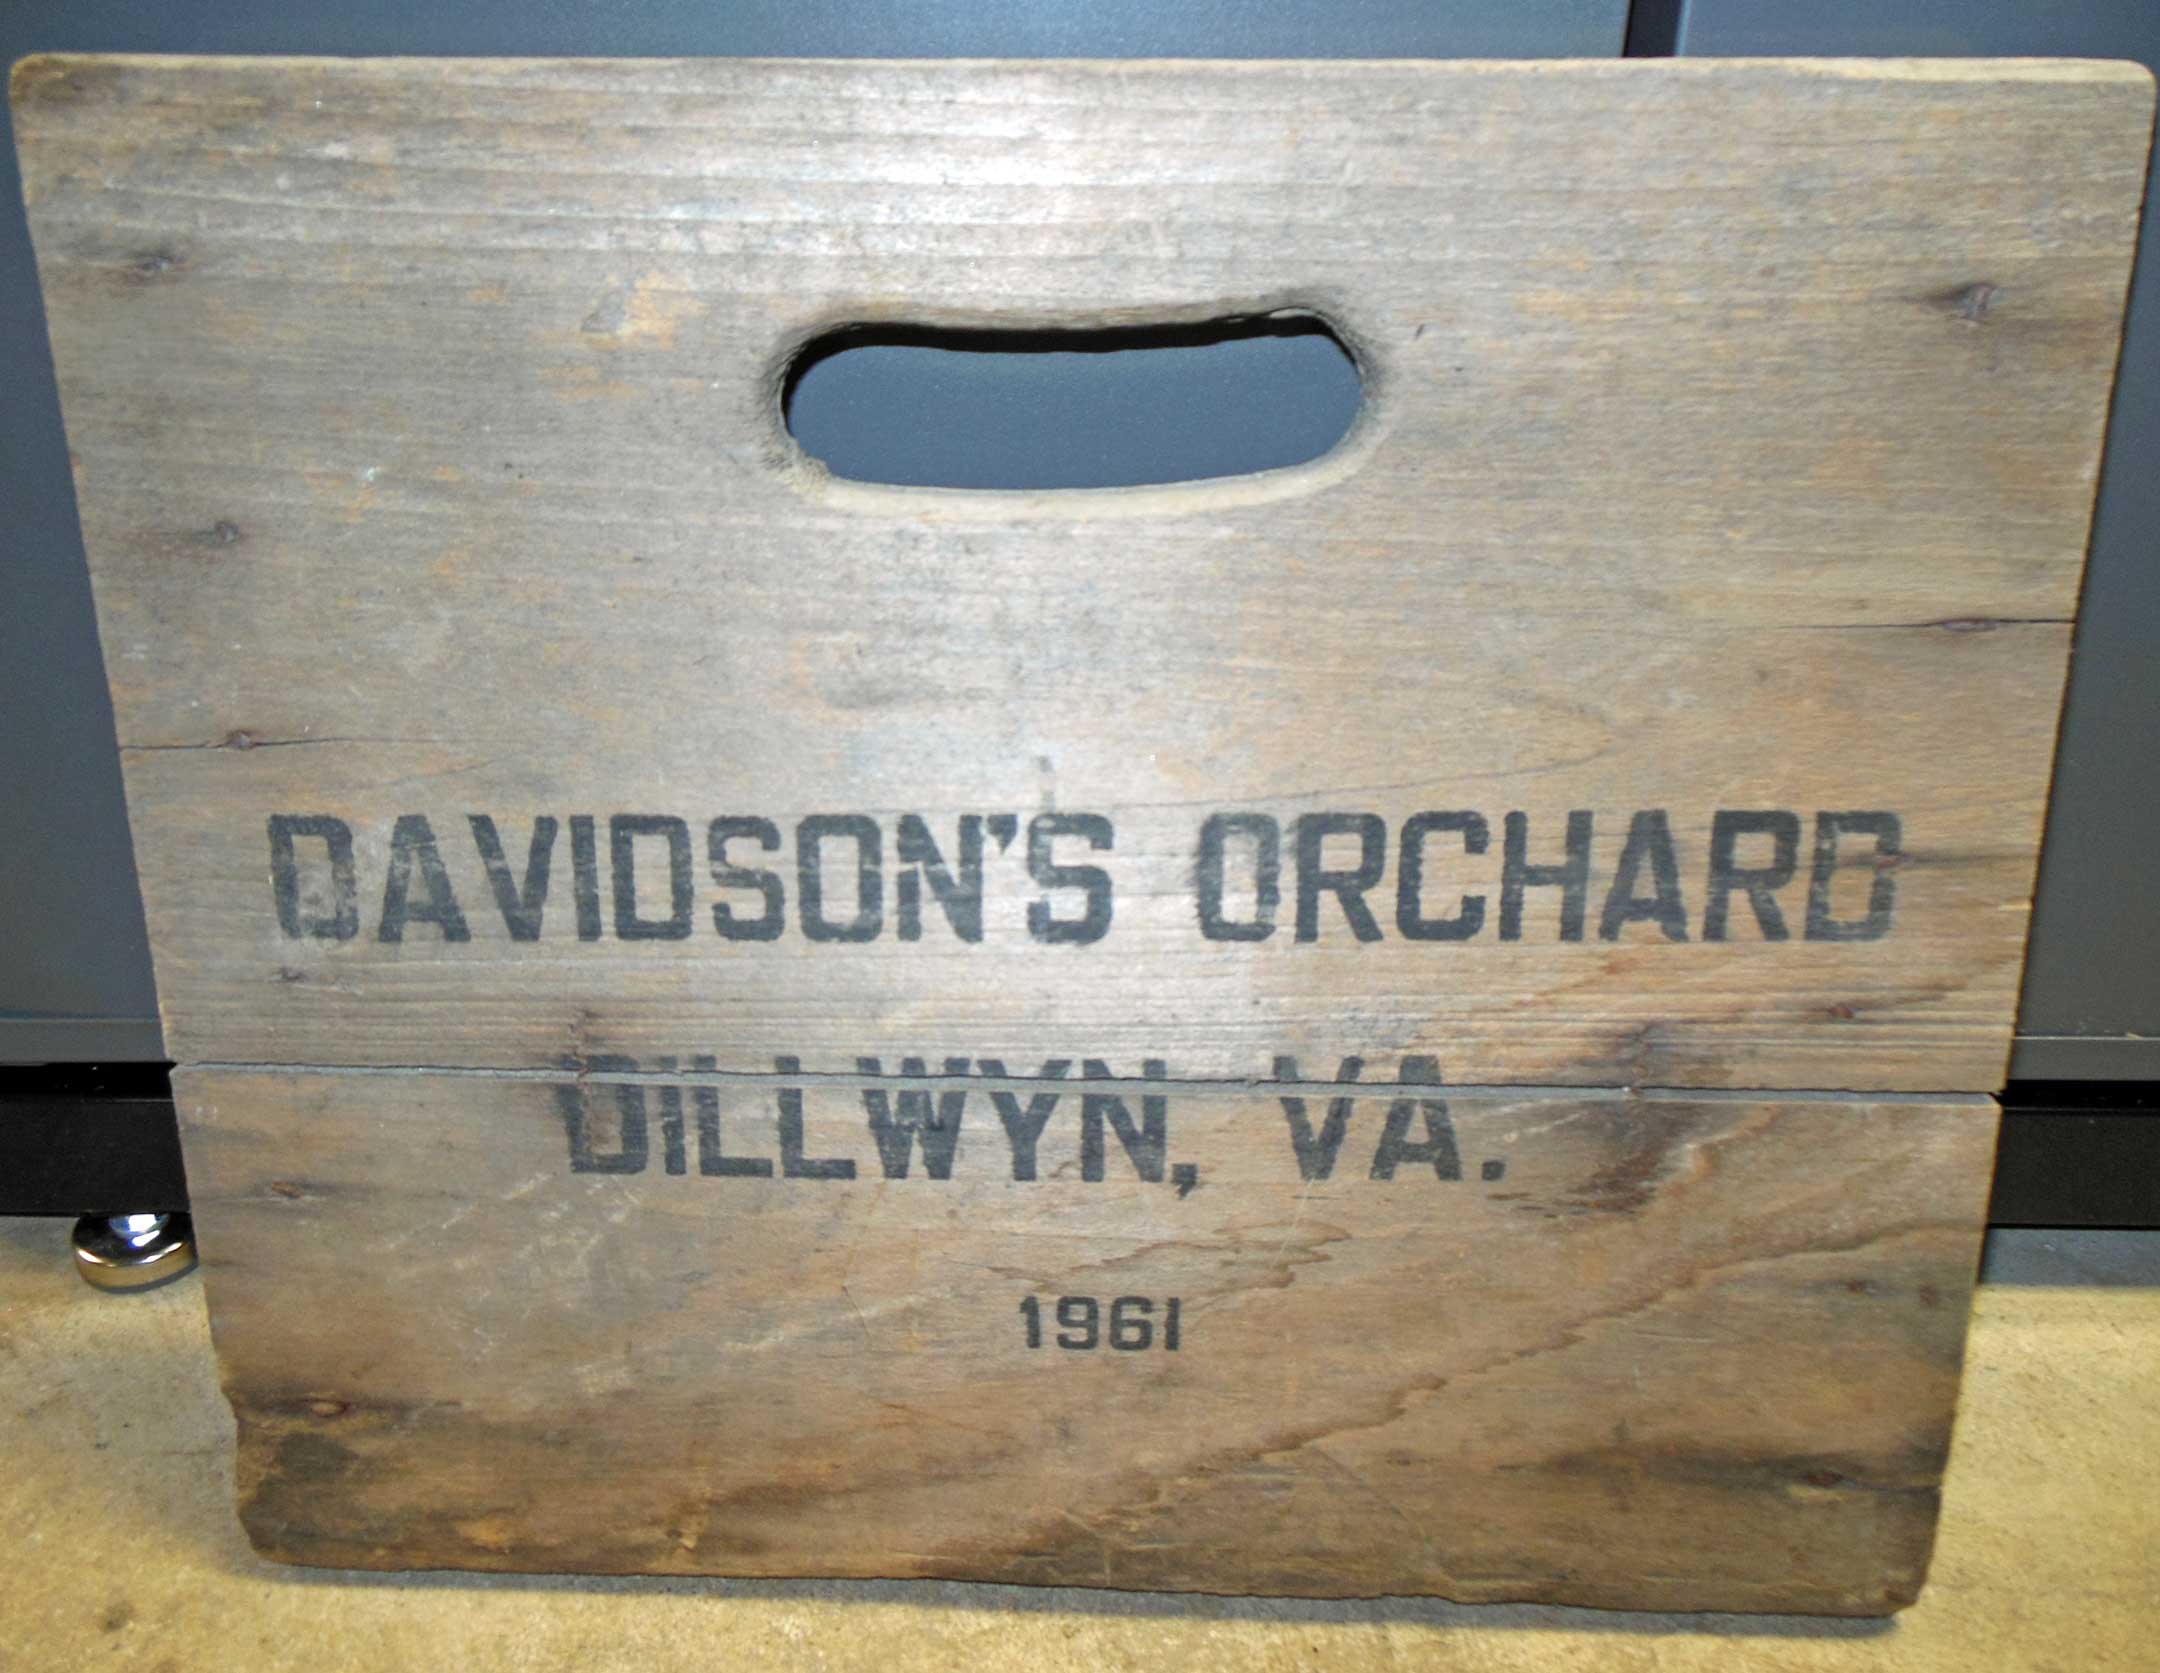 DAVIDSON'S ORCHARD
DILLWYN, VA.
1961